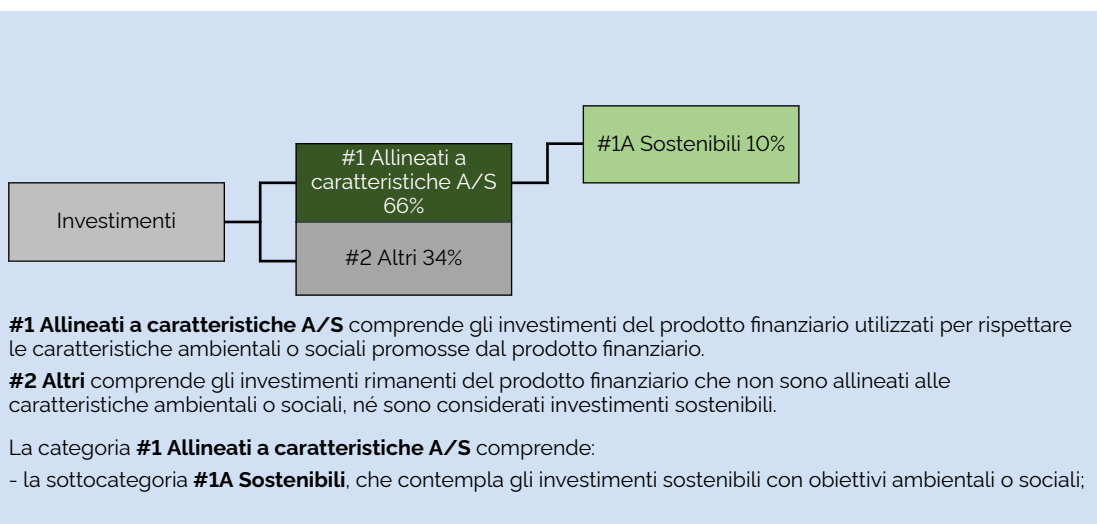 #1A Sostenibili 10%
#1 Allineati a
caratteristiche A/S
66%
Investimenti
#2 Altri 34%
#1 Allineati a caratteristiche A/S comprende gli investimenti del prodotto finanziario utilizzati per rispettare
le caratteristiche ambientali o sociali promosse dal prodotto finanziario.
#2 Altri comprende gli investimenti rimanenti del prodotto finanziario che non sono allineati alle
caratteristiche ambientali o sociali, né sono considerati investimenti sostenibili.
La categoria #1 Allineati a caratteristiche A/S comprende:
- la sottocategoria #1A Sostenibili, che contempla gli investimenti sostenibili con obiettivi ambientali o sociali;